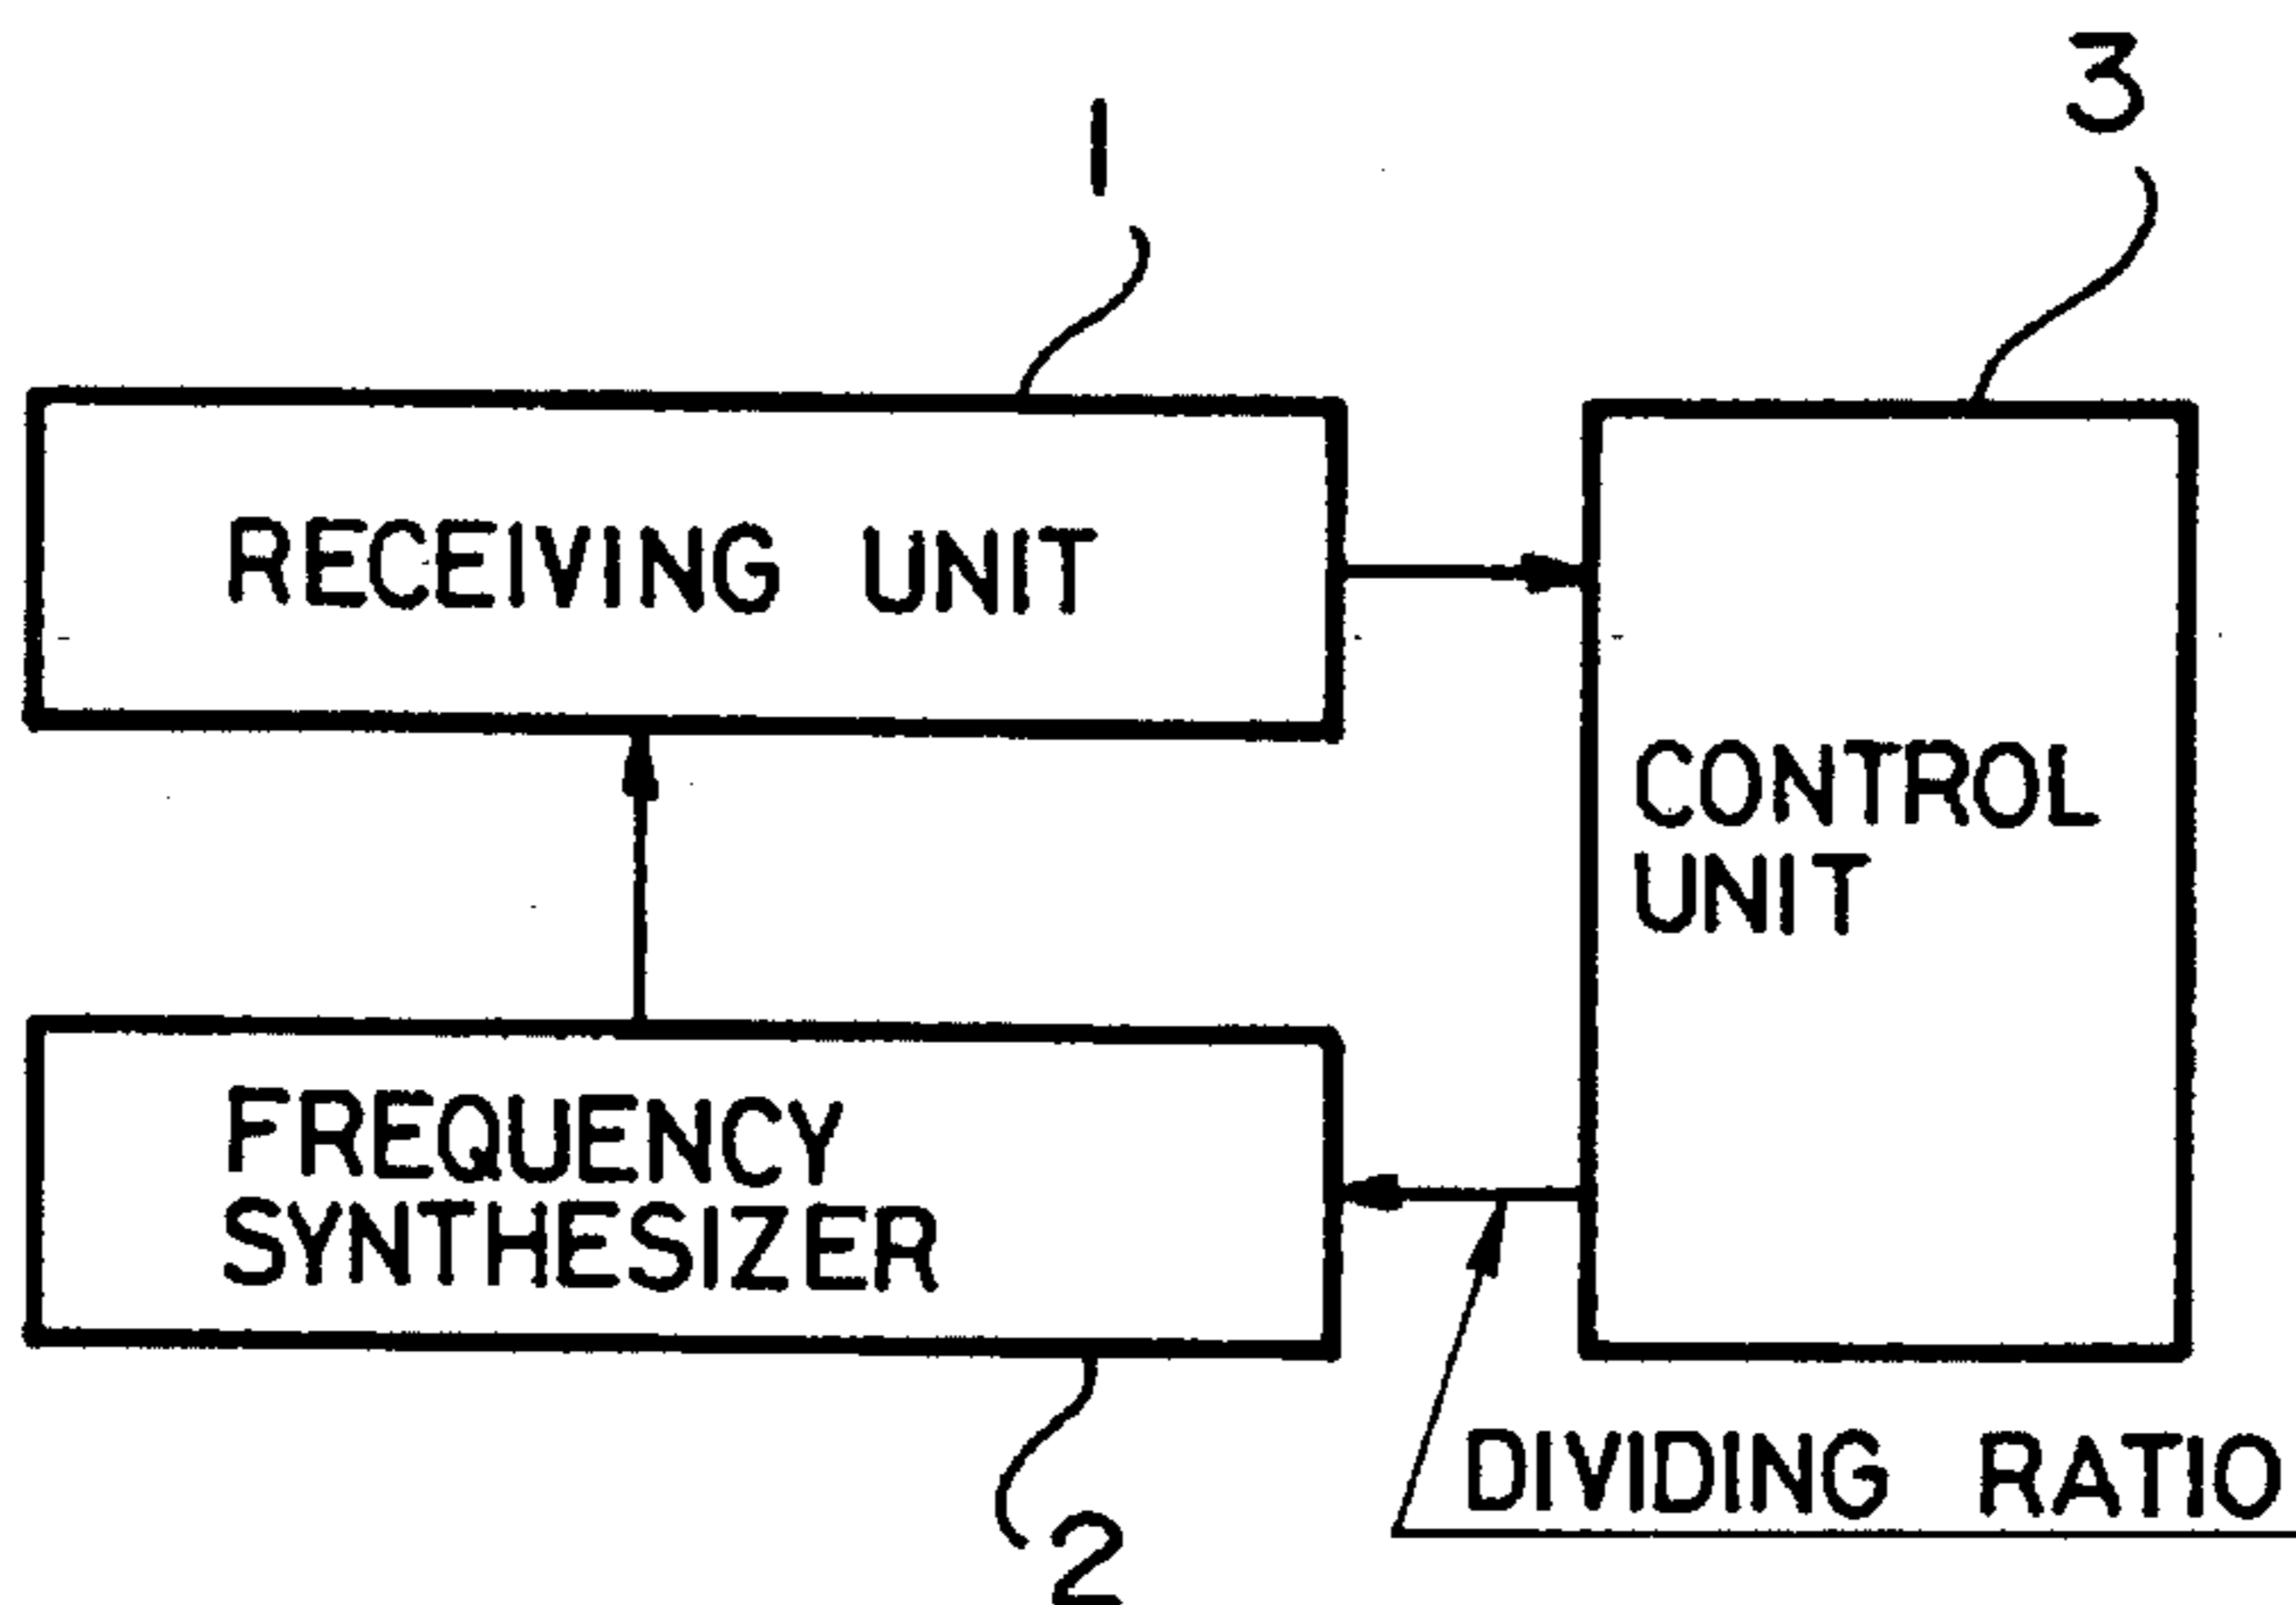 1
3
RECEIVING UNIT
CONTROL
UNIT
FREQUENCY
SYNTHESIZER
DIVIDING RATIO
2